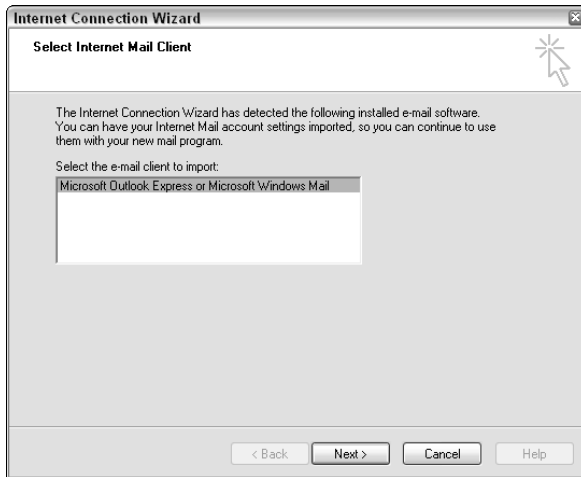 Internet Connection Wizard
Select Internet Mail Client
The Internet Connection Wizard has detected the following installed e-mail software.
You can have your Internet Mail account settings imported, so you can continue to use
them with your new mail program.
Select the e-mail client to import:
Microsoft Outlook Express or Microsoft Windows Mail
< Back Next > Cancel Help